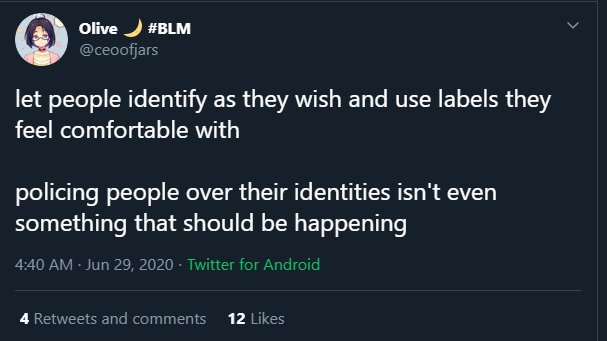 Olive 🌙 #BLM
@ceoofjars
let people identify as they wish and use labels they
feel comfortable with
policing people over their identities isn't even
something that should be happening
4:40 AM · Jun 29, 2020 · Twitter for Android
4 Retweets and comments 12 Likes